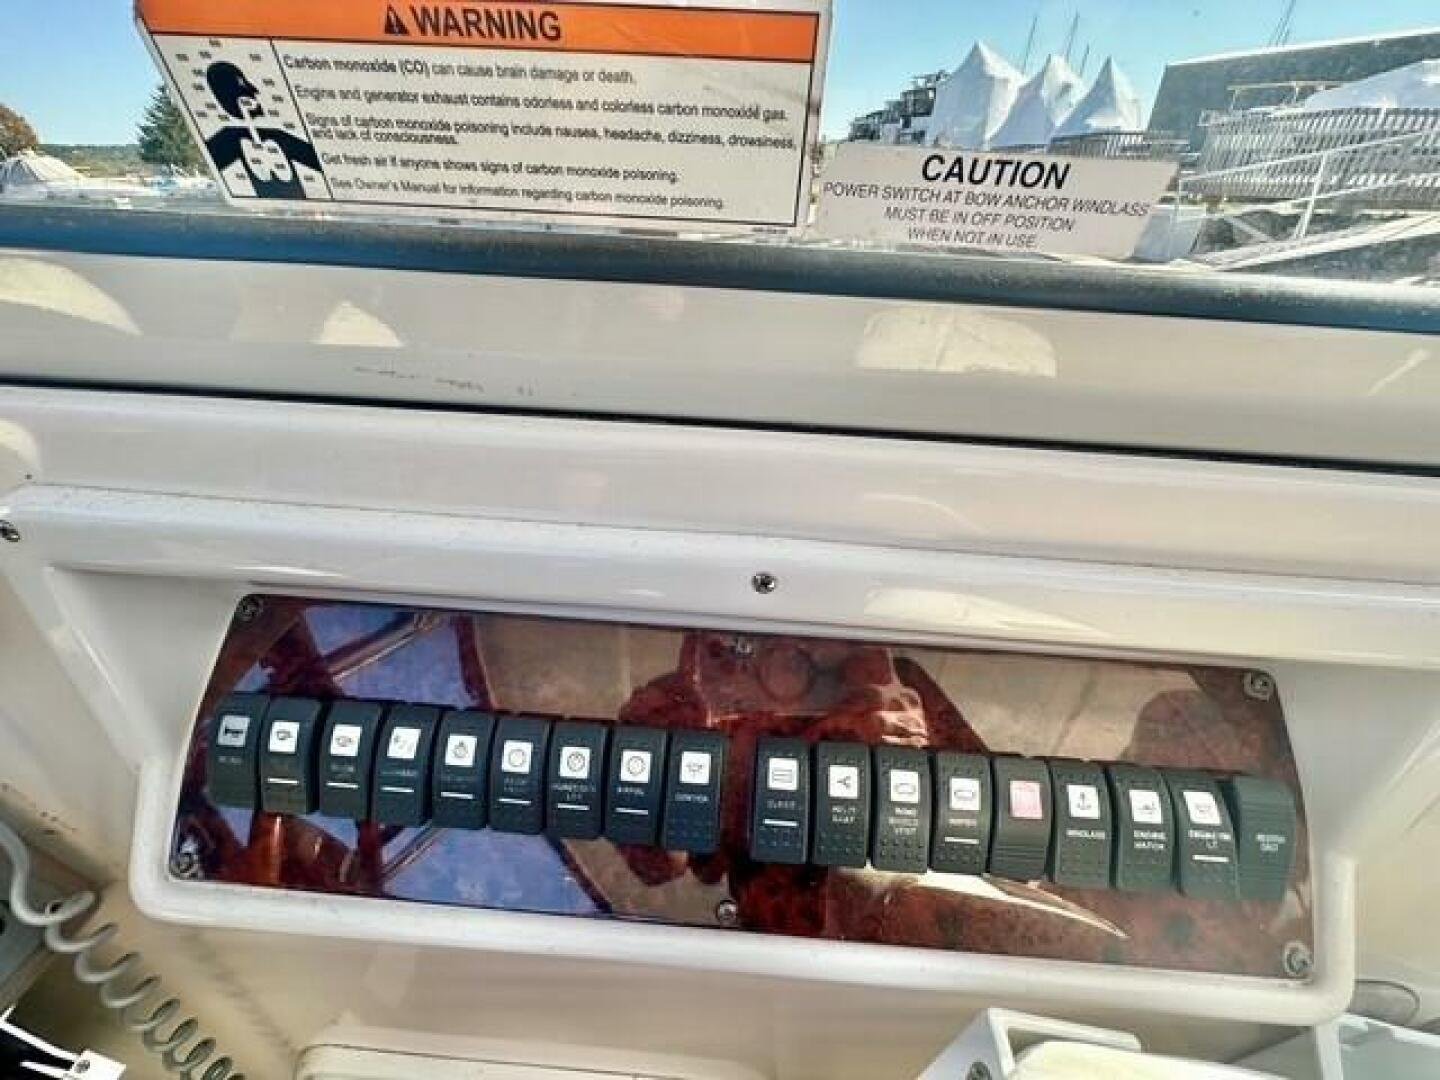 WARNING
Carbon monoxide (CO) can cause brain damage or death.
Engine and generator exhaust contains odorless and colorless carbon monoxide gas.
Signs of carbon monoxide poisoning include nausea, headache, dizziness, drowsiness,
and lack of consciousness.
Get fresh air if anyone shows signs of carbon monoxide poisoning.
See Owner's Manual for information regarding carbon monoxide poisoning.
CAUTION
POWER SWITCH AT BOW ANCHOR WINDLASS
MUST BE IN OFF POSITION
WHEN NOT IN USE.
HORN
WINDLASS
ENGINE
HATCH